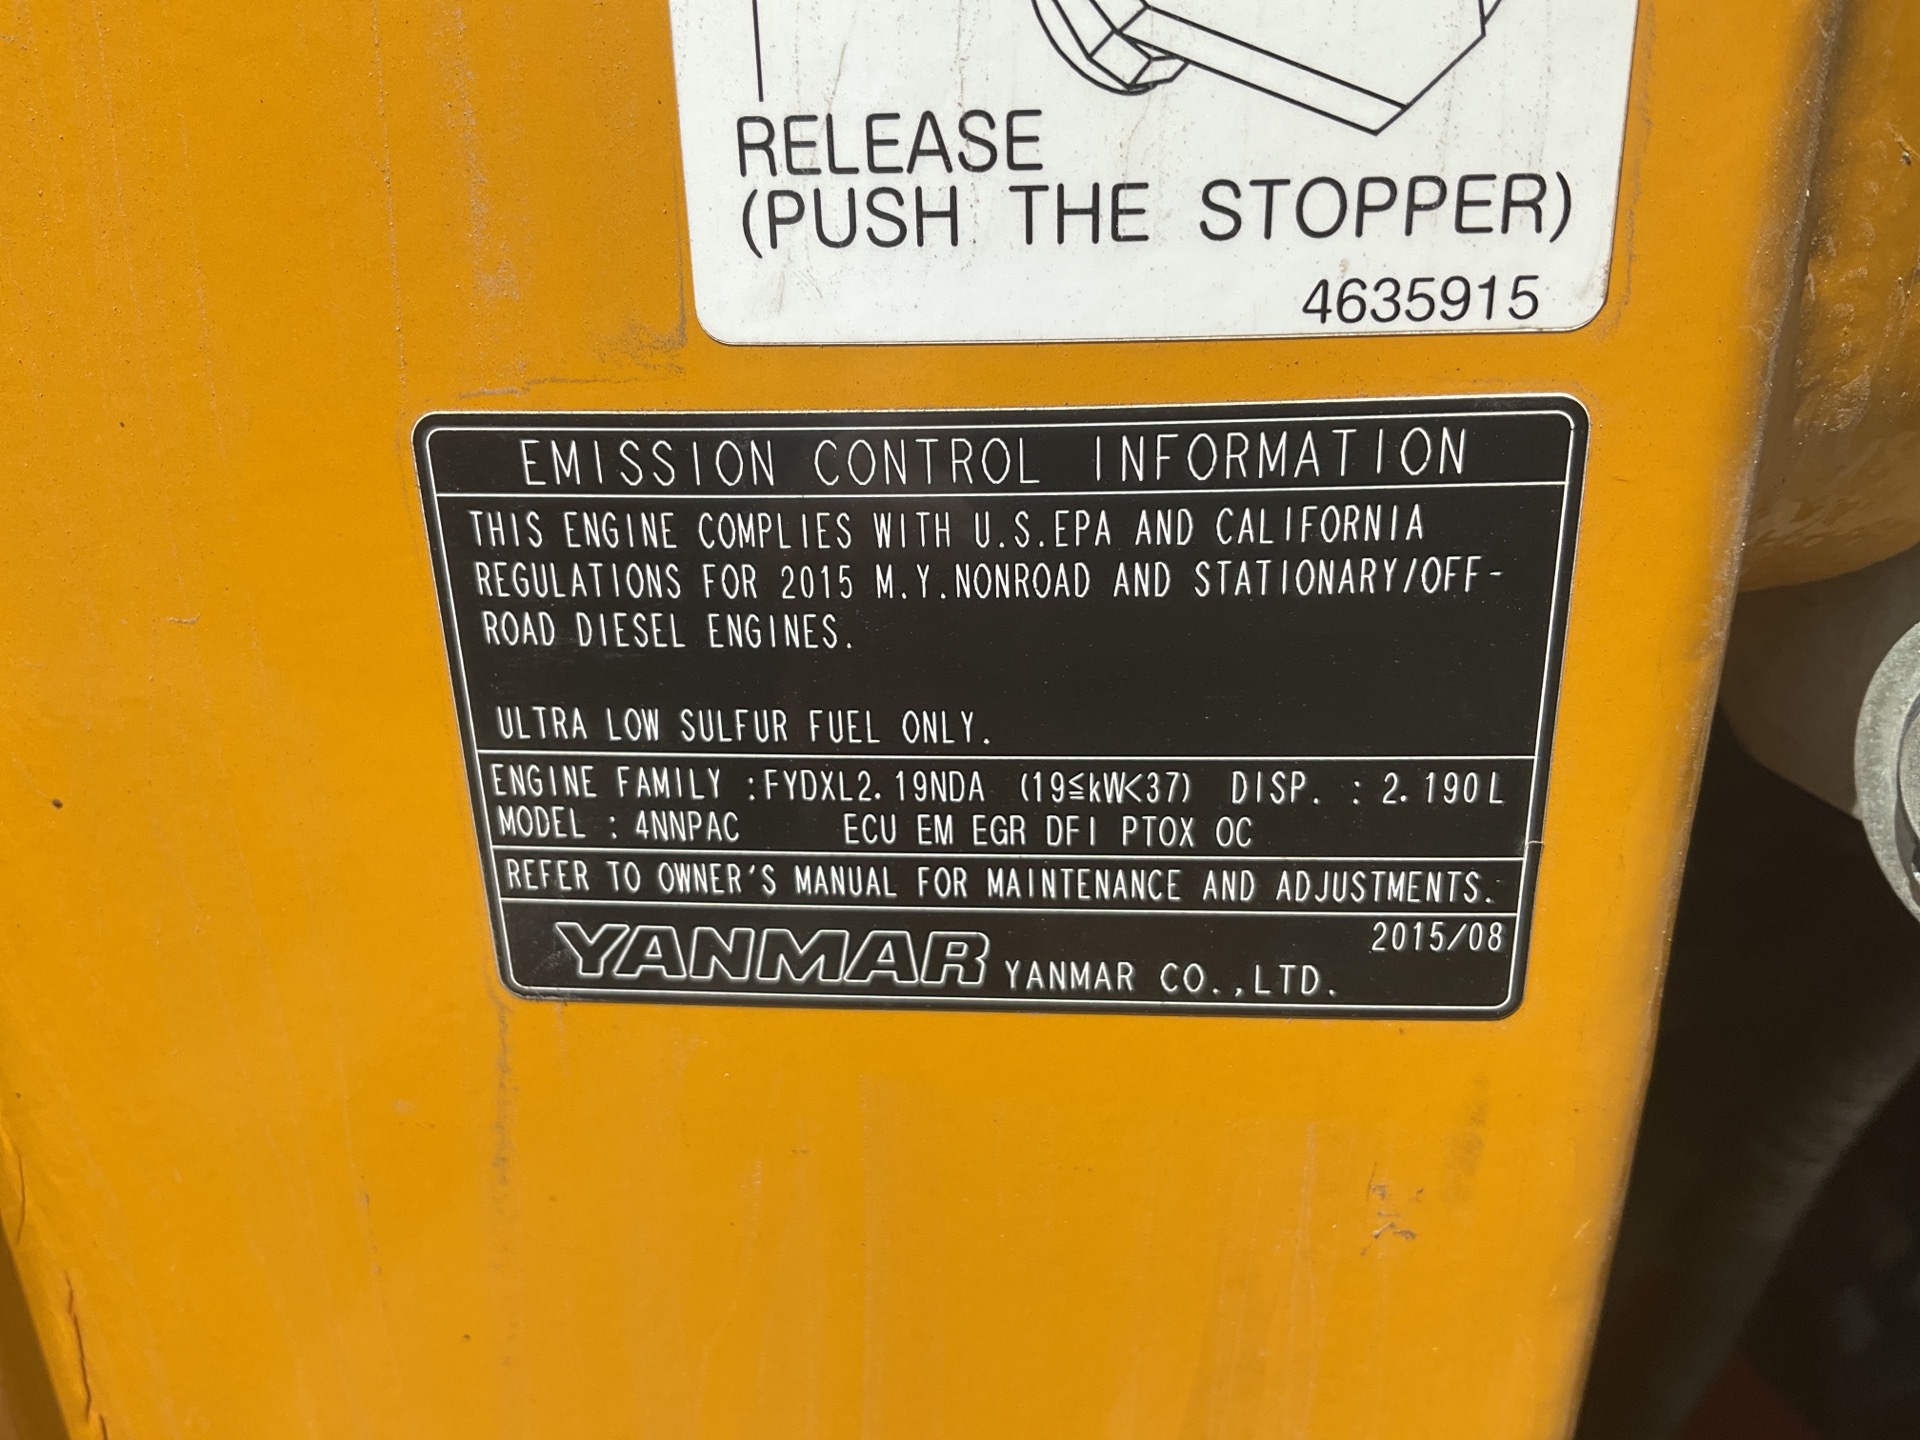 RELEASE
(PUSH THE STOPPER)
4635915
EMISSION CONTROL INFORMATION
THIS ENGINE COMPLIES WITH U.S.EPA AND CALIFORNIA
REGULATIONS FOR 2015 M.Y.NONROAD AND STATIONARY/OFF-
ROAD DIESEL ENGINES.
ULTRA LOW SULFUR FUEL ONLY.
ENGINE FAMILY :FYDXL2.19NDA (19≦kW<37) DISP. : 2.190L
MODEL : 4NNPAC ECU EM EGR DFI PTOX OC
REFER TO OWNER'S MANUAL FOR MAINTENANCE AND ADJUSTMENTS.
2015/08
YANMAR YANMAR CO.,LTD.